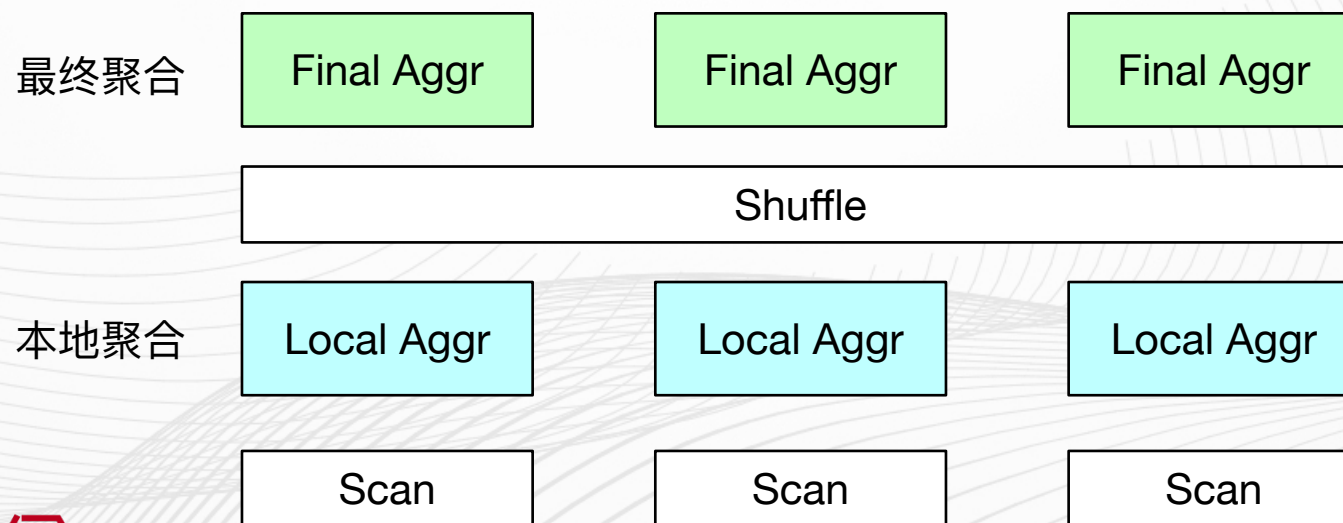 最终聚合 Final Aggr Final Aggr Final Aggr
Shuffle
本地聚合 Local Aggr Local Aggr Local Aggr
Scan Scan Scan